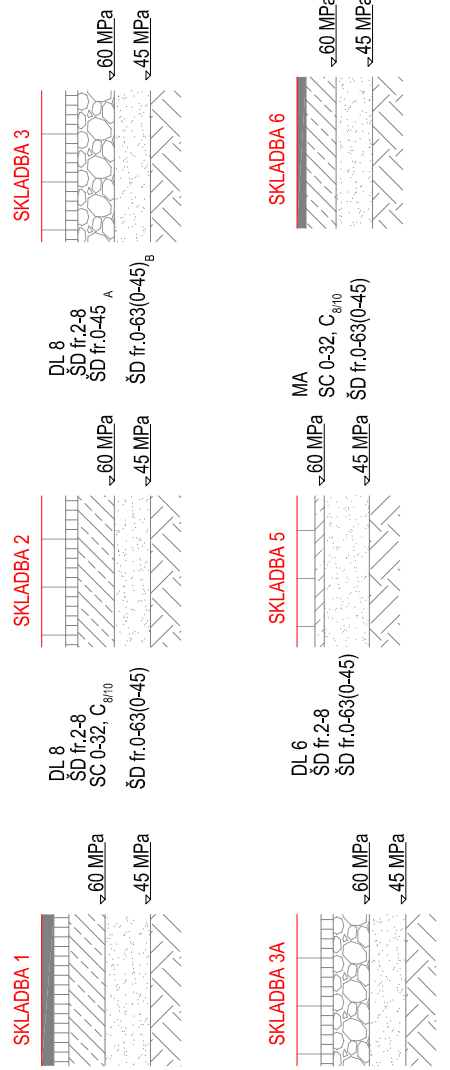 SKLADBA 1
60 MPa
45 MPa
DL 8
ŠD fr.2-8
SC 0-32, C8/10
ŠD fr.0-63(0-45)
SKLADBA 2
60 MPa
45 MPa
DL 8
ŠD fr.2-8
ŠD fr.0-45 A
ŠD fr.0-63(0-45)B
SKLADBA 3
60 MPa
45 MPa
SKLADBA 3A
60 MPa
45 MPa
DL 6
ŠD fr.2-8
ŠD fr.0-63(0-45)
SKLADBA 5
60 MPa
45 MPa
MA
SC 0-32, C8/10
ŠD fr.0-63(0-45)
SKLADBA 6
60 MPa
45 MPa